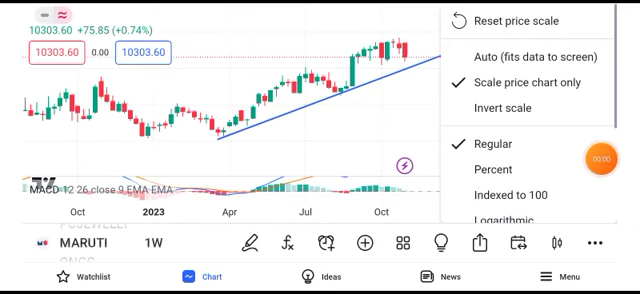 10303.60 +75.85 (+0.74%)
10303.60 0.00 10303.60
MACD 12 26 close 9 EMA EMA
Oct 2023 Apr Jul Oct
Reset price scale
Auto (fits data to screen)
Scale price chart only
Invert scale
Regular
Percent
Indexed to 100
Logarithmic
00:00
MARUTI 1W
ONGC
Watchlist Chart Ideas News Menu